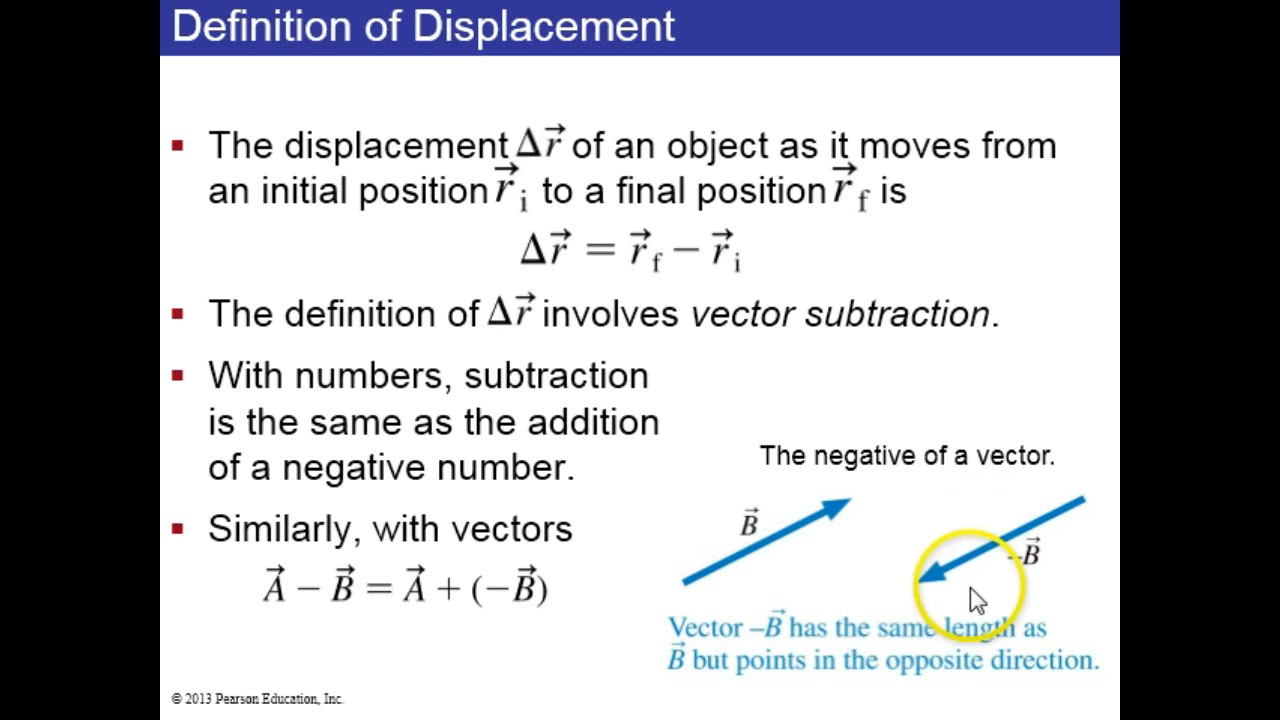 Definition of Displacement
▪ The displacement Δr⃗ of an object as it moves from
an initial position r⃗ᵢ to a final position r⃗_f is
Δr⃗ = r⃗_f − r⃗ᵢ
▪ The definition of Δr⃗ involves vector subtraction.
▪ With numbers, subtraction
is the same as the addition
of a negative number.
▪ Similarly, with vectors
A⃗ − B⃗ = A⃗ + (−B⃗)
The negative of a vector.
B⃗
−B⃗
Vector −B⃗ has the same length as
B⃗ but points in the opposite direction.
© 2013 Pearson Education, Inc.